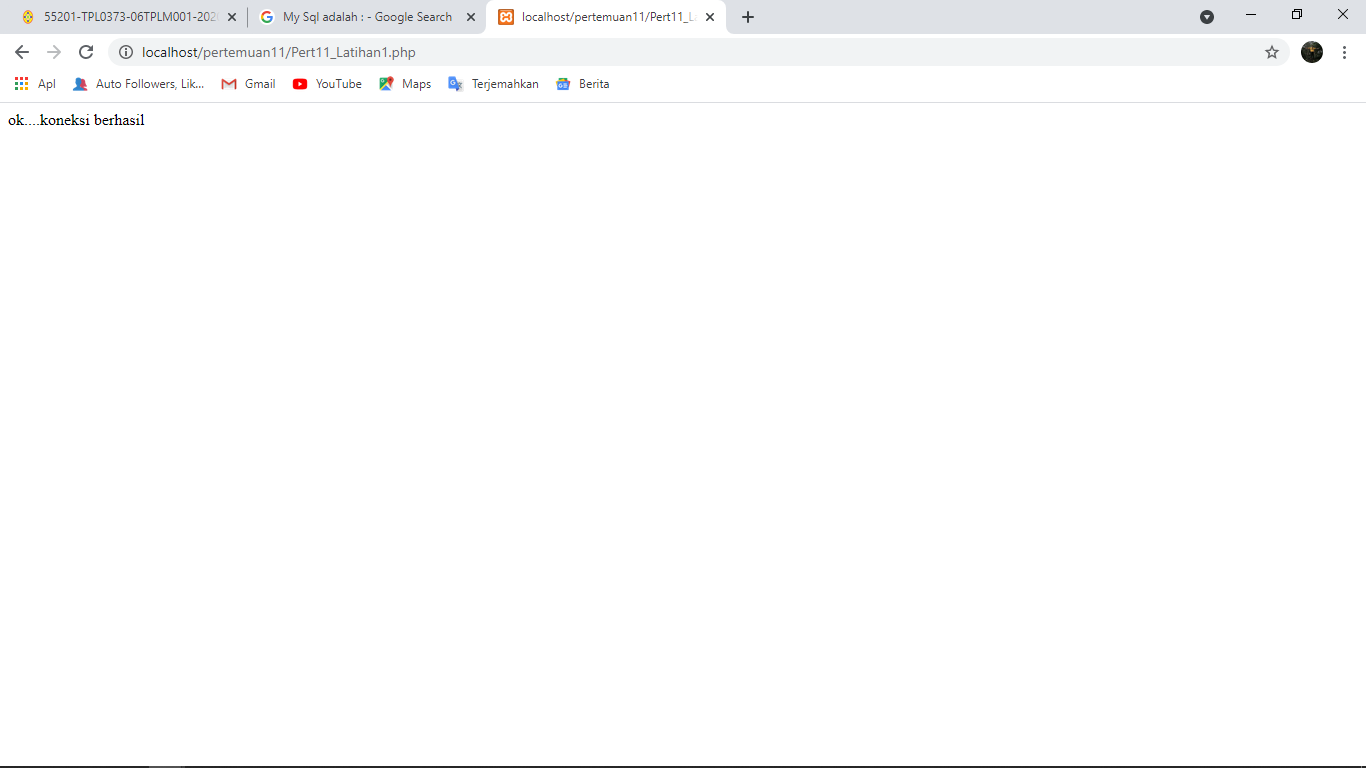 55201-TPL0373-06TPLM001-202
My Sql adalah : - Google Search
localhost/pertemuan11/Pert11_L
localhost/pertemuan11/Pert11_Latihan1.php
Apl
Auto Followers, Lik...
Gmail
YouTube
Maps
Terjemahkan
Berita
ok....koneksi berhasil